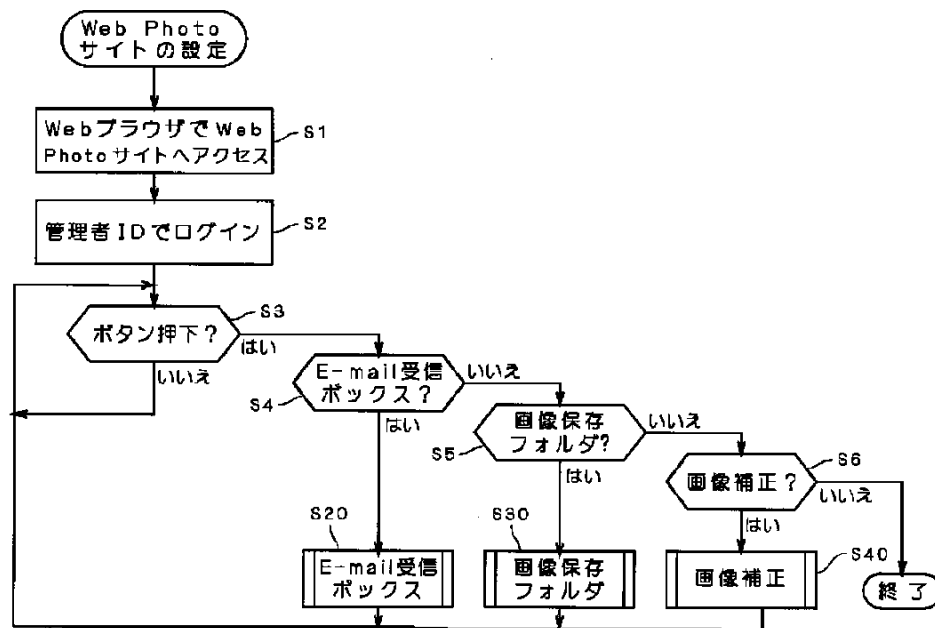 Web Photo
サイトの設定
WebブラウザでWeb
Photoサイトへアクセス
S1
管理者IDでログイン
S2
ボタン押下？
S3
はい
いいえ
E-mail受信
ボックス？
S4
いいえ
はい
画像保存
フォルダ?
S5
いいえ
はい
画像補正？
S6
いいえ
はい
S20
E-mail受信
ボックス
S30
画像保存
フォルダ
画像補正
S40
終了